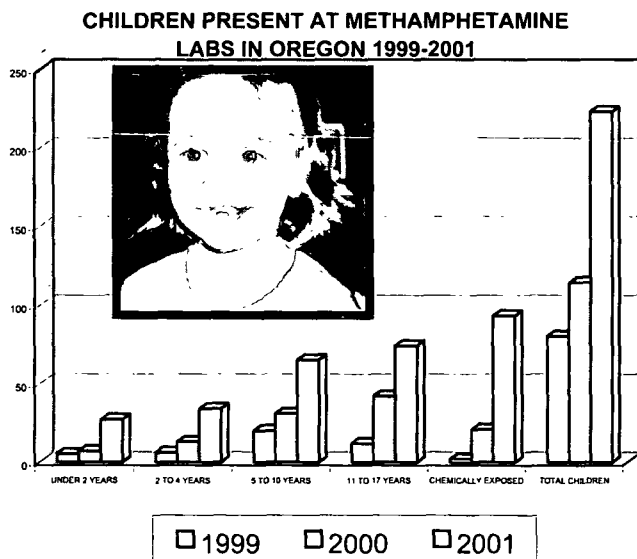 CHILDREN PRESENT AT METHAMPHETAMINE
LABS IN OREGON 1999-2001
250
200
150
100
50
0
UNDER 2 YEARS 2 TO 4 YEARS 5 TO 10 YEARS 11 TO 17 YEARS CHEMICALLY EXPOSED TOTAL CHILDREN
1999 2000 2001